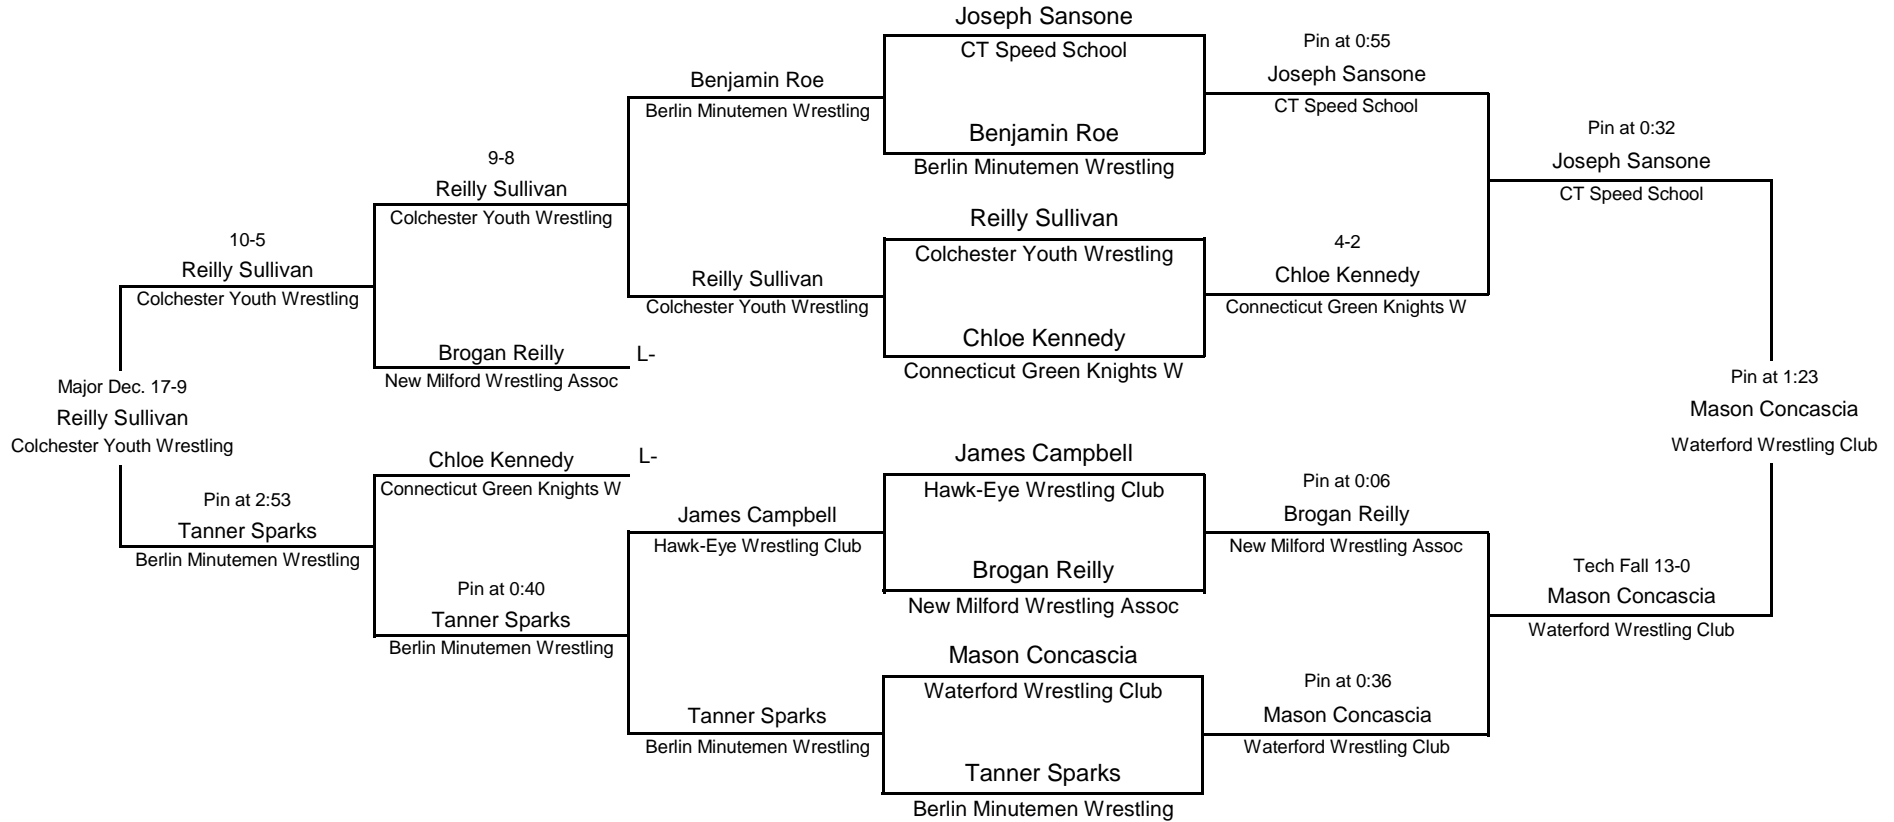 Joseph Sansone
CT Speed School
Pin at 0:55
Joseph Sansone
CT Speed School
Benjamin Roe
Berlin Minutemen Wrestling
Benjamin Roe
Berlin Minutemen Wrestling
Pin at 0:32
Joseph Sansone
CT Speed School
9-8
Reilly Sullivan
Colchester Youth Wrestling
Reilly Sullivan
Colchester Youth Wrestling
4-2
Chloe Kennedy
Connecticut Green Knights W
10-5
Reilly Sullivan
Colchester Youth Wrestling
Reilly Sullivan
Colchester Youth Wrestling
Chloe Kennedy
Connecticut Green Knights W
Brogan Reilly L-
New Milford Wrestling Assoc
Major Dec. 17-9
Reilly Sullivan
Colchester Youth Wrestling
Pin at 1:23
Mason Concascia
Waterford Wrestling Club
Chloe Kennedy L-
Connecticut Green Knights W
James Campbell
Hawk-Eye Wrestling Club
Pin at 0:06
Brogan Reilly
New Milford Wrestling Assoc
Pin at 2:53
Tanner Sparks
Berlin Minutemen Wrestling
James Campbell
Hawk-Eye Wrestling Club
Brogan Reilly
New Milford Wrestling Assoc
Tech Fall 13-0
Mason Concascia
Waterford Wrestling Club
Pin at 0:40
Tanner Sparks
Berlin Minutemen Wrestling
Mason Concascia
Waterford Wrestling Club
Pin at 0:36
Mason Concascia
Waterford Wrestling Club
Tanner Sparks
Berlin Minutemen Wrestling
Tanner Sparks
Berlin Minutemen Wrestling